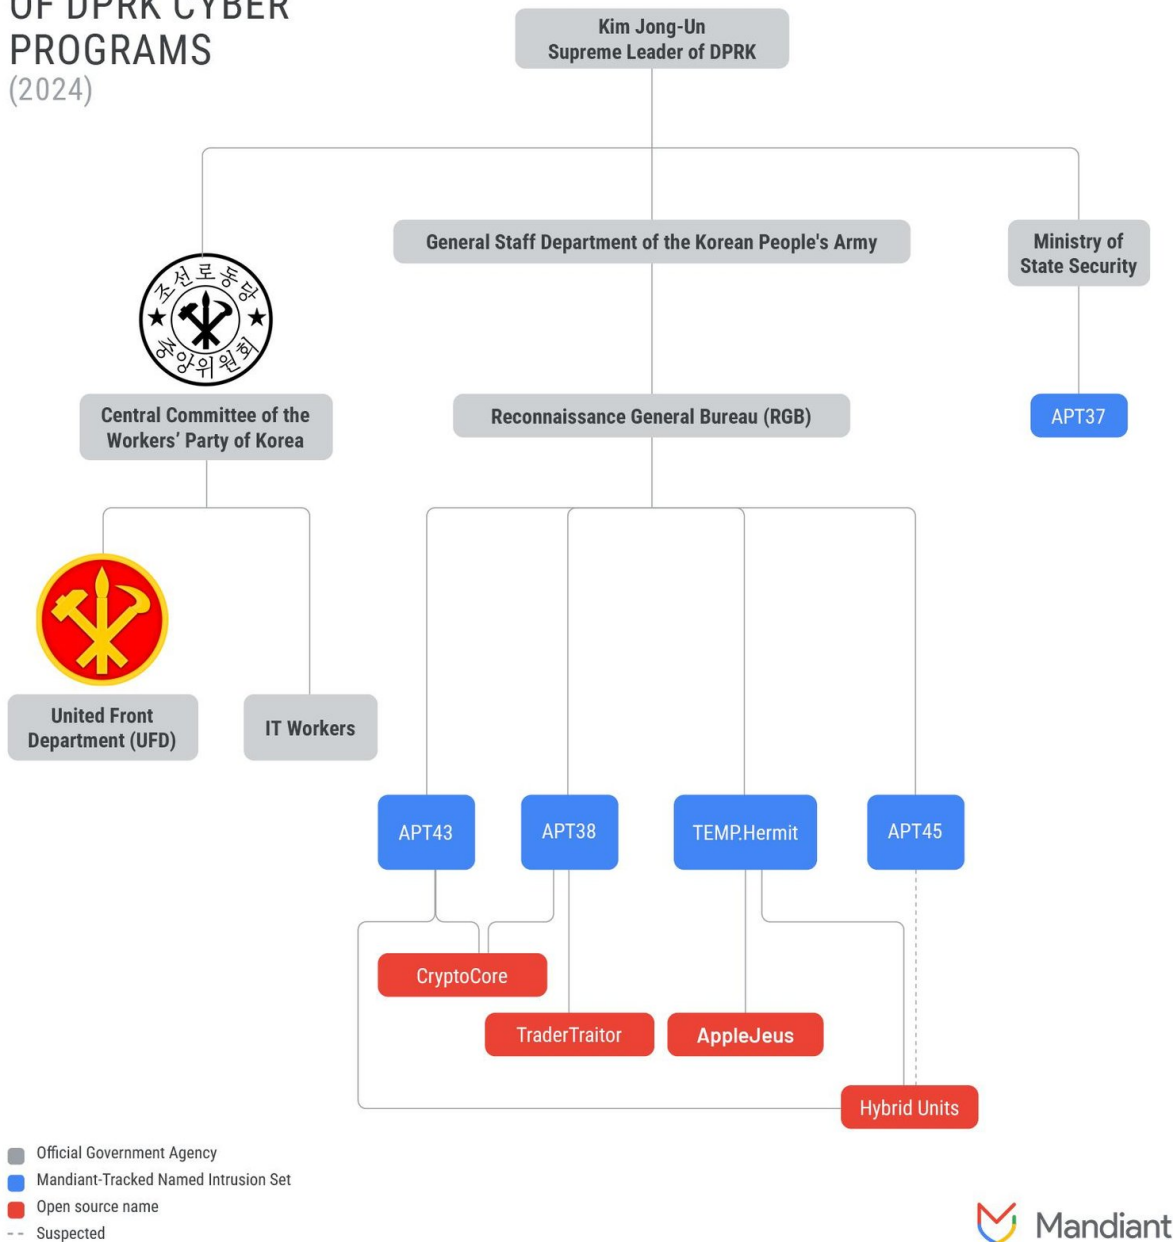 OF DPRK CYBER
PROGRAMS
(2024)
Kim Jong-Un
Supreme Leader of DPRK
General Staff Department of the Korean People's Army
Ministry of
State Security
조선로동당
중앙위원회
Central Committee of the
Workers’ Party of Korea
Reconnaissance General Bureau (RGB)
APT37
United Front
Department (UFD)
IT Workers
APT43
APT38
TEMP.Hermit
APT45
CryptoCore
TraderTraitor
AppleJeus
Hybrid Units
Official Government Agency
Mandiant-Tracked Named Intrusion Set
Open source name
Suspected
Mandiant